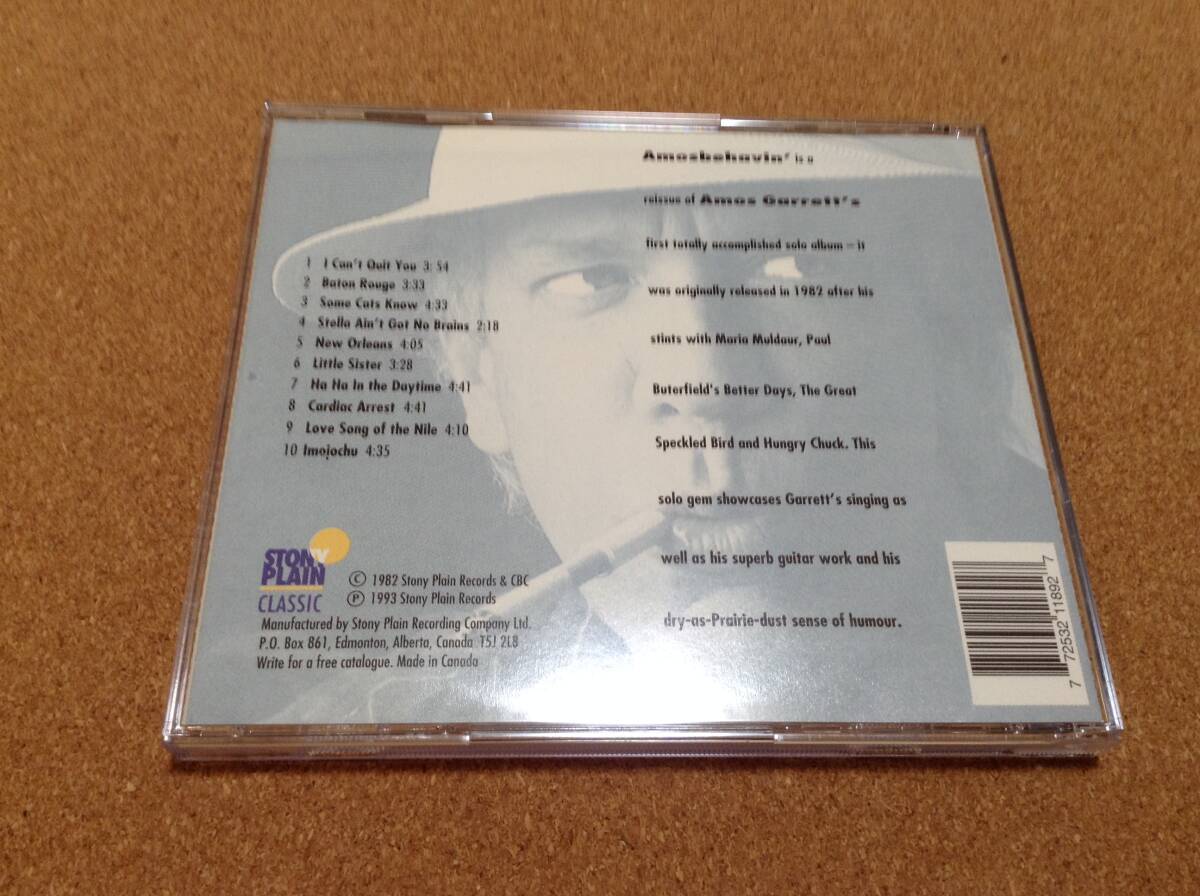 1 I Can't Quit You 3:54
2 Baton Rouge 3:33
3 Some Cats Know 4:33
4 Stella Ain't Got No Brains 2:18
5 New Orleans 4:05
6 Little Sister 3:28
7 Ha Ha In the Daytime 4:41
8 Cardiac Arrest 4:41
9 Love Song of the Nile 4:10
10 Imojochu 4:35
Amosbehavin' is a
reissue of Amos Garrett's
first totally accomplished solo album – it
was originally released in 1982 after his
stints with Maria Muldaur, Paul
Buterfield's Better Days, The Great
Speckled Bird and Hungry Chuck. This
solo gem showcases Garrett's singing as
well as his superb guitar work and his
dry-as-Prairie-dust sense of humour.
STONY
PLAIN
CLASSIC
© 1982 Stony Plain Records & CBC
℗ 1993 Stony Plain Records
Manufactured by Stony Plain Recording Company Ltd.
P.O. Box 861, Edmonton, Alberta, Canada T5J 2L8
Write for a free catalogue. Made in Canada
7 72532 11892 7